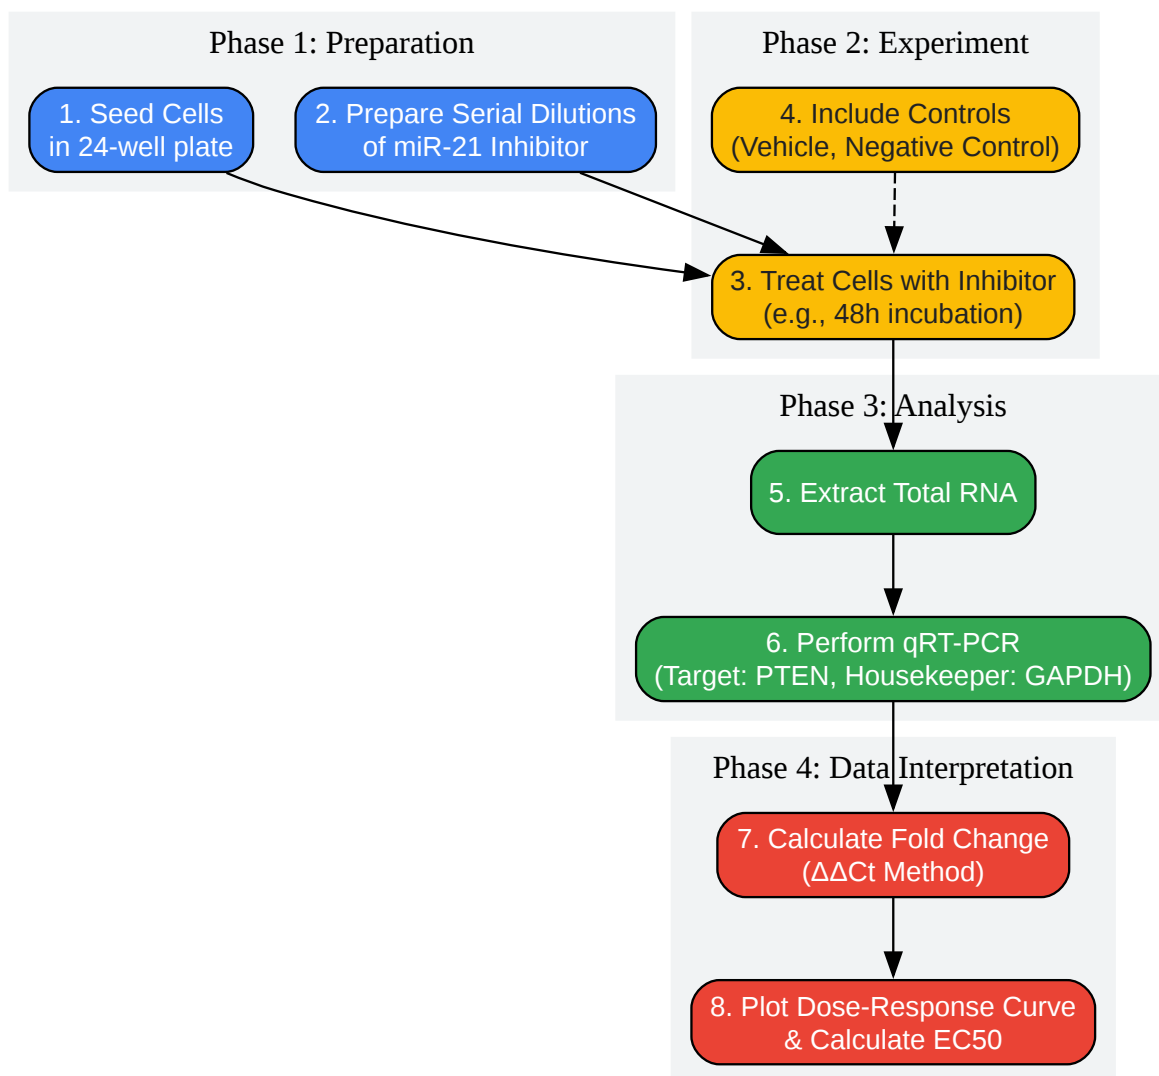 Phase 1: Preparation
1. Seed Cells
in 24-well plate
2. Prepare Serial Dilutions
of miR-21 Inhibitor
Phase 2: Experiment
4. Include Controls
(Vehicle, Negative Control)
3. Treat Cells with Inhibitor
(e.g., 48h incubation)
Phase 3: Analysis
5. Extract Total RNA
6. Perform qRT-PCR
(Target: PTEN, Housekeeper: GAPDH)
Phase 4: Data Interpretation
7. Calculate Fold Change
(ΔΔCt Method)
8. Plot Dose-Response Curve
& Calculate EC50